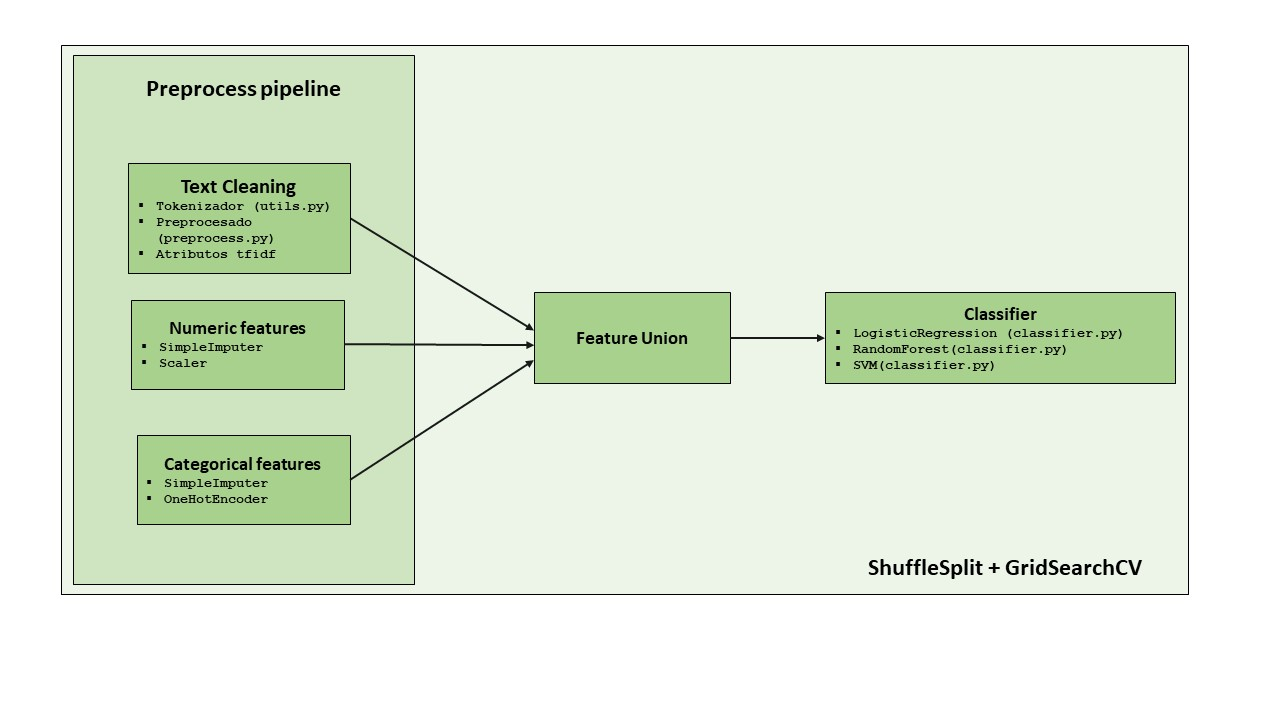 Preprocess pipeline
Text Cleaning
▪ Tokenizador (utils.py)
▪ Preprocesado
(preprocess.py)
▪ Atributos tfidf
Numeric features
▪ SimpleImputer
▪ Scaler
Categorical features
▪ SimpleImputer
▪ OneHotEncoder
Feature Union
Classifier
▪ LogisticRegression (classifier.py)
▪ RandomForest(classifier.py)
▪ SVM(classifier.py)
ShuffleSplit + GridSearchCV